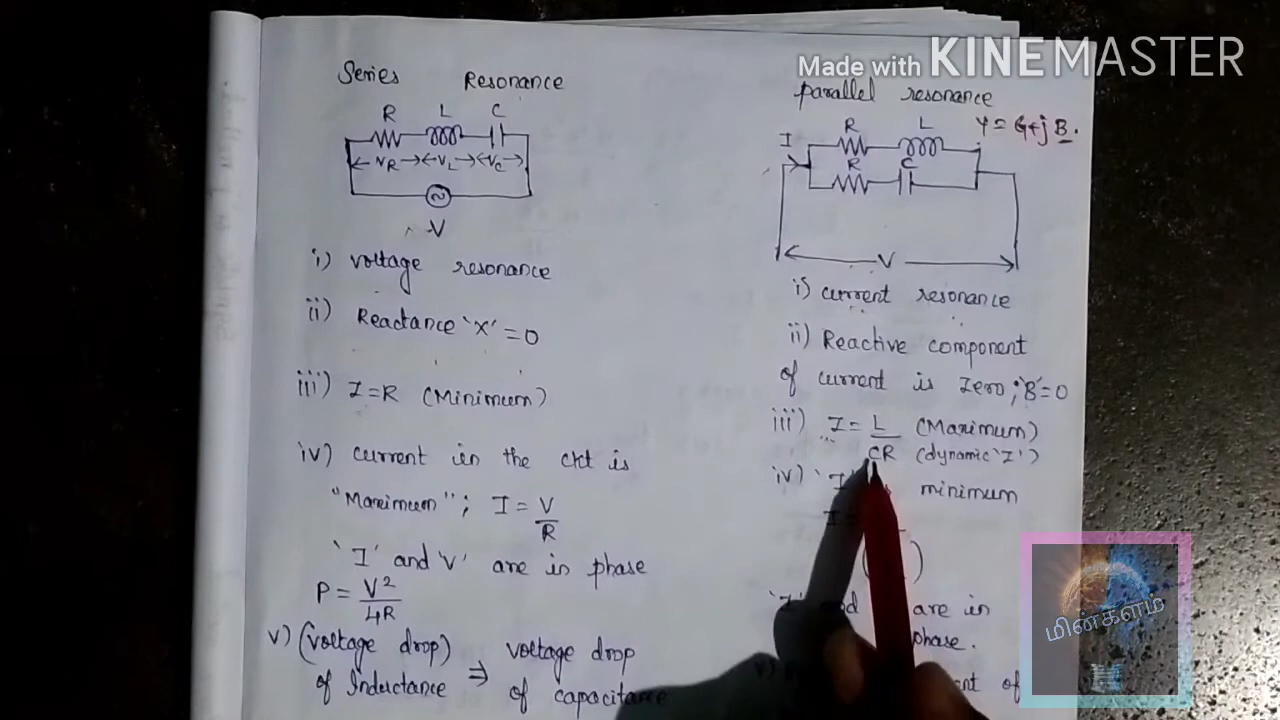 Made with KINEMASTER
Series Resonance
R L C
VR VL VC
V
i) voltage resonance
ii) Reactance 'X' = 0
iii) Z = R (Minimum)
iv) current in the ckt is
"Maximum" ; I = V/R
'I' and 'V' are in phase
P = V²/4R
v) (voltage drop) ⇒ voltage drop
of Inductance of capacitance
parallel resonance
Y = G+jB.
I R L
R C
V
i) current resonance
ii) Reactive component
of current is Zero ; 'B' = 0
iii) Z = L/CR (Maximum)
(dynamic 'Z')
iv) minimum
are in
phase.
of
மின்களம்